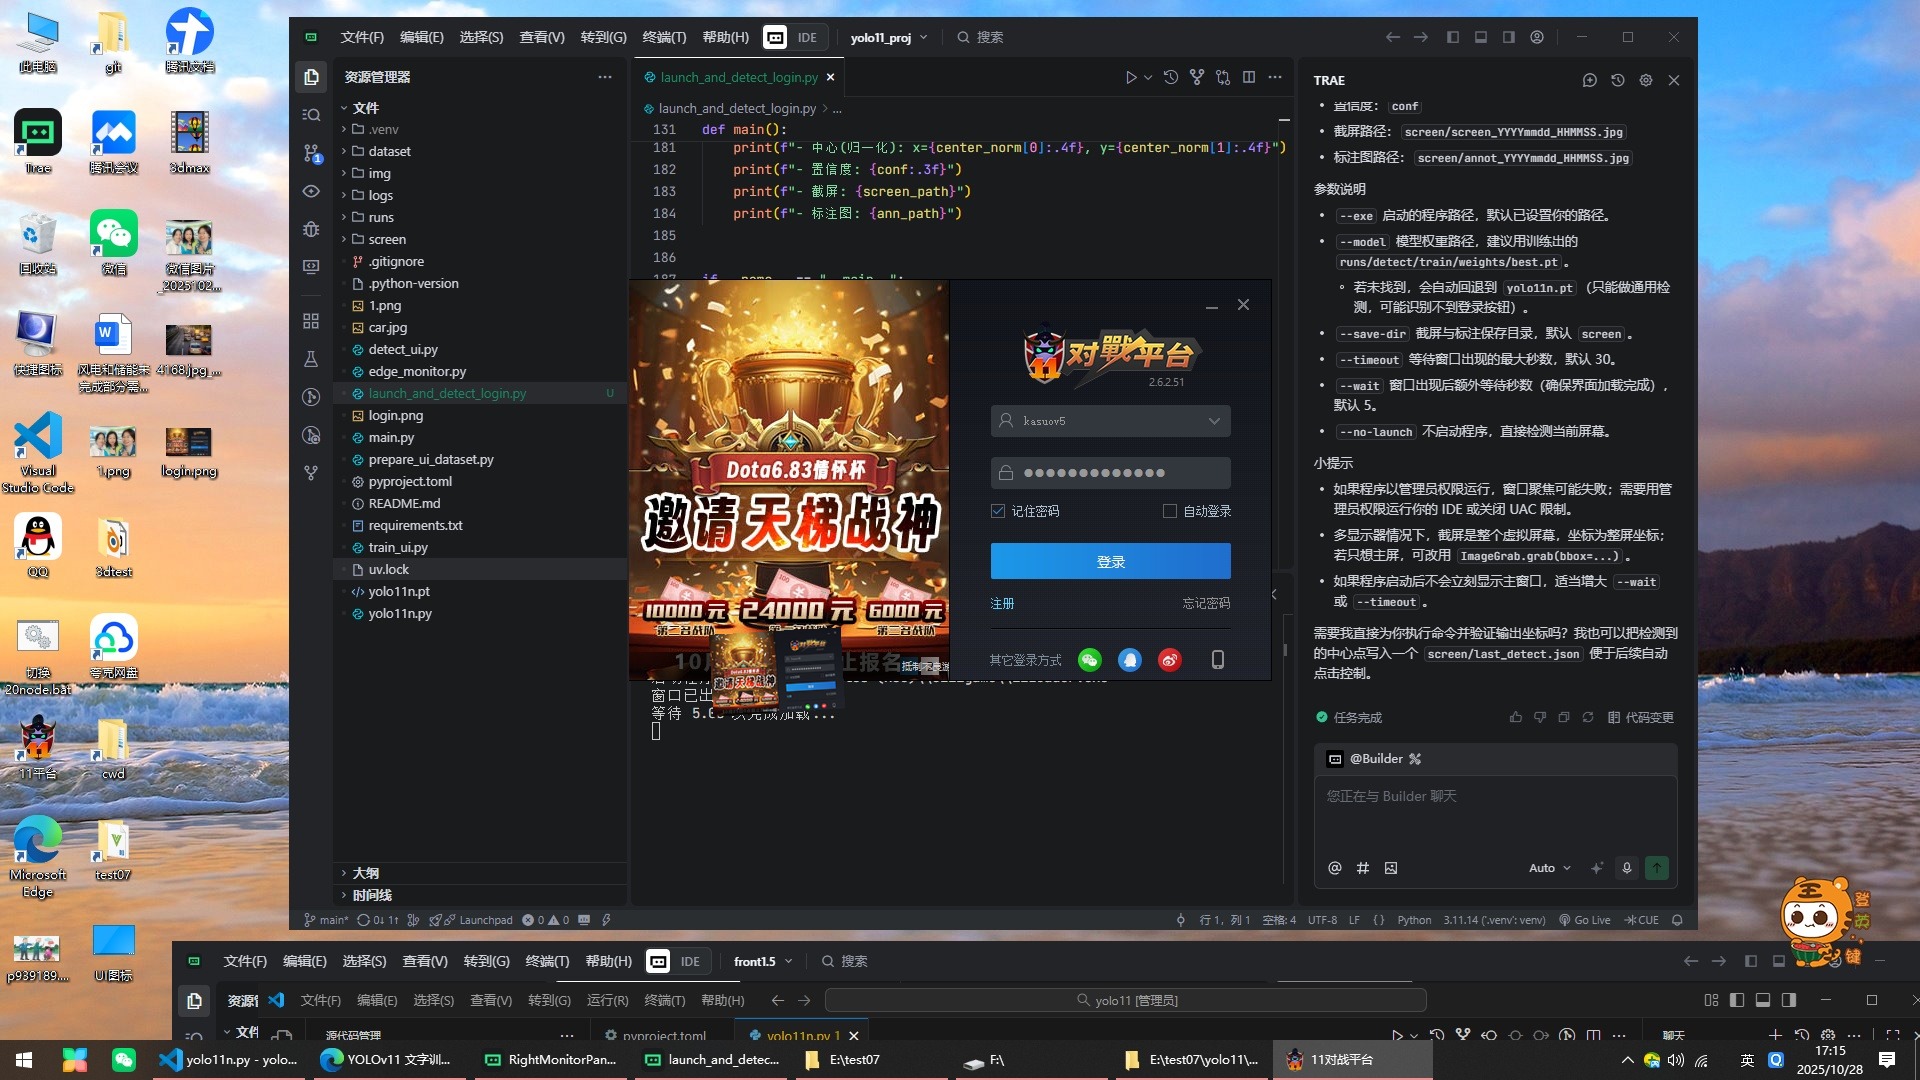 此电脑
git
腾讯文档
Trae
腾讯会议
3dmax
回收站
微信
微信图片
_2025102...
快捷图标
风电和储能未
完成部分需...
4168.jpg_...
Visual
Studio Code
1.png
login.png
QQ
3dtest
切换
20node.bat
夸克网盘
11平台
cwd
Microsoft
Edge
test07
p939189....
UI图标
文件(F) 编辑(E) 选择(S) 查看(V) 转到(G) 终端(T) 帮助(H) IDE yolo11_proj 搜索
资源管理器
文件
.venv
dataset
img
logs
runs
screen
.gitignore
.python-version
1.png
car.jpg
detect_ui.py
edge_monitor.py
launch_and_detect_login.py U
login.png
main.py
prepare_ui_dataset.py
pyproject.toml
README.md
requirements.txt
train_ui.py
uv.lock
yolo11n.pt
yolo11n.py
大纲
时间线
launch_and_detect_login.py
launch_and_detect_login.py > ...
131 def main():
181 print(f"- 中心(归一化): x={center_norm[0]:.4f}, y={center_norm[1]:.4f}")
182 print(f"- 置信度: {conf:.3f}")
183 print(f"- 截屏: {screen_path}")
184 print(f"- 标注图: {ann_path}")
185
186
187 if __name__ == "__main__":
Dota6.83情怀杯
邀请天梯战神
10000元 24000元 6000元
对戰平台
2.6.2.51
kasuov5
记住密码 自动登录
登录
注册 忘记密码
其它登录方式
窗口已出
等待 5.0
TRAE
置信度: conf
截屏路径: screen/screen_YYYYmmdd_HHMMSS.jpg
标注图路径: screen/annot_YYYYmmdd_HHMMSS.jpg
参数说明
--exe 启动的程序路径，默认已设置你的路径。
--model 模型权重路径，建议用训练出的
runs/detect/train/weights/best.pt 。
若未找到，会自动回退到 yolo11n.pt （只能做通用检
测，可能识别不到登录按钮）。
--save-dir 截屏与标注保存目录，默认 screen 。
--timeout 等待窗口出现的最大秒数，默认 30。
--wait 窗口出现后额外等待秒数（确保界面加载完成），
默认 5。
--no-launch 不启动程序，直接检测当前屏幕。
小提示
如果程序以管理员权限运行，窗口聚焦可能失败；需要用管
理员权限运行你的 IDE 或关闭 UAC 限制。
多显示器情况下，截屏是整个虚拟屏幕，坐标为整屏坐标；
若只想主屏，可改用 ImageGrab.grab(bbox=...) 。
如果程序启动后不会立刻显示主窗口，适当增大 --wait
或 --timeout 。
需要我直接为你执行命令并验证输出坐标吗？我也可以把检测到
的中心点写入一个 screen/last_detect.json 便于后续自动
点击控制。
任务完成 代码变更
@Builder
您正在与 Builder 聊天
Auto
main* 0↓ 1↑ Launchpad 0 0 行 1，列 1 空格: 4 UTF-8 LF {} Python 3.11.14 ('.venv': venv) Go Live CUE
文件(F) 编辑(E) 选择(S) 查看(V) 转到(G) 终端(T) 帮助(H) IDE front1.5 搜索
文件(F) 编辑(E) 选择(S) 查看(V) 转到(G) 运行(R) 终端(T) 帮助(H) yolo11 [管理员]
文件 源代码管理 pyproject.toml yolo11n.py 1 聊天
yolo11n.py - yolo... YOLOv11 文字训... RightMonitorPan... launch_and_detec... E:\test07 F:\ E:\test07\yolo11\... 11对战平台 英 17:15
2025/10/28